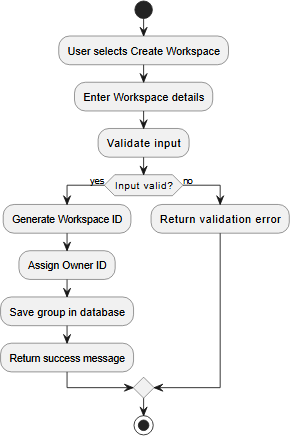 User selects Create Workspace
Enter Workspace details
Validate input
yes
Input valid?
no
Generate Workspace ID
Return validation error
Assign Owner ID
Save group in database
Return success message